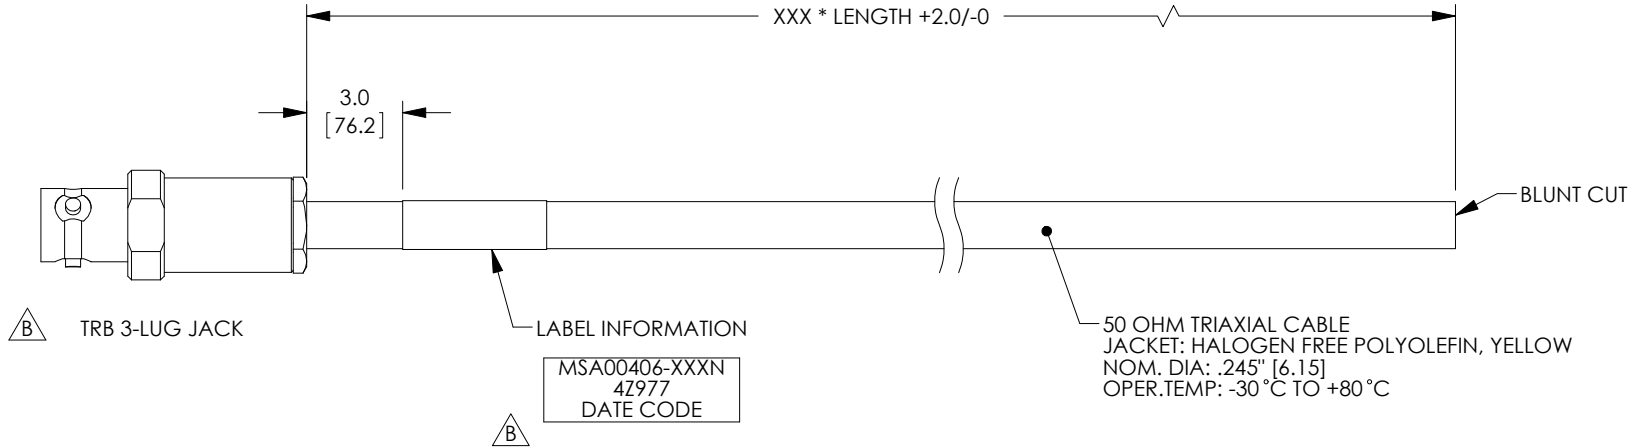 XXX * LENGTH +2.0/-0
3.0
[76.2]
BLUNT CUT
B
TRB 3-LUG JACK
LABEL INFORMATION
MSA00406-XXXN
4Z977
DATE CODE
B
50 OHM TRIAXIAL CABLE
JACKET: HALOGEN FREE POLYOLEFIN, YELLOW
NOM. DIA: .245" [6.15]
OPER.TEMP: -30°C TO +80°C